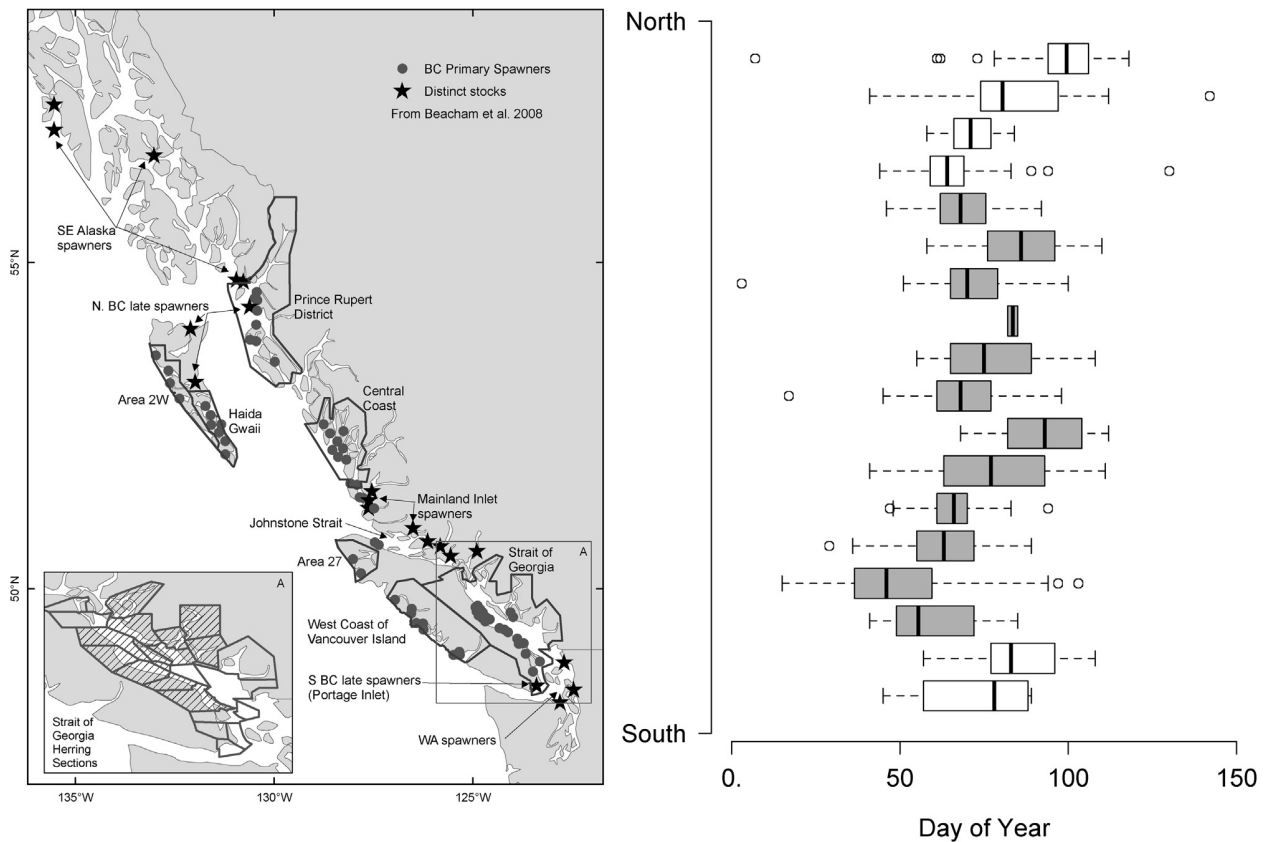 BC Primary Spawners
Distinct stocks
From Beacham et al. 2008
SE Alaska
spawners
55°N
N. BC late spawners
Prince Rupert
District
Area 2W
Haida
Gwaii
Central
Coast
Mainland Inlet
spawners
Johnstone Strait
Area 27
Strait of
Georgia
A
50°N
A
West Coast of
Vancouver Island
S BC late spawners
(Portage Inlet)
WA spawners
Strait of
Georgia
Herring
Sections
135°W
130°W
125°W
North
South
0.
50
100
150
Day of Year